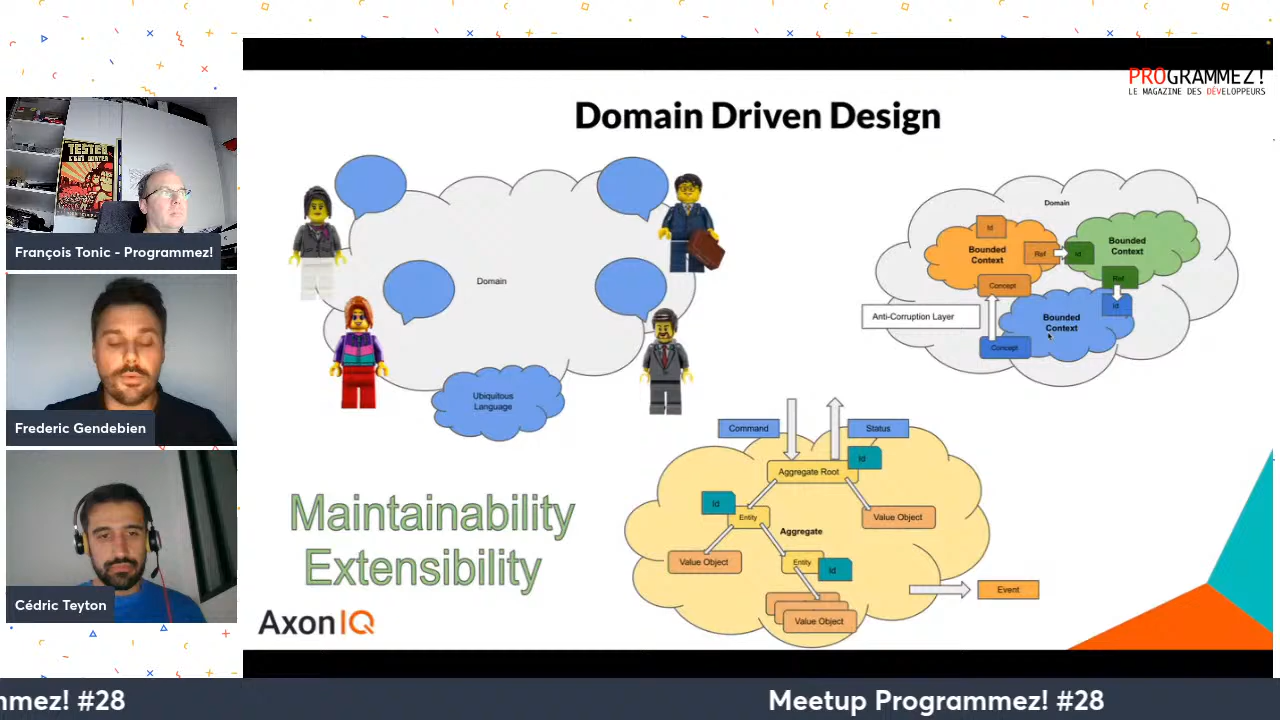 PROGRAMMEZ!
LE MAGAZINE DES DÉVELOPPEURS
Domain Driven Design
François Tonic - Programmez!
Frederic Gendebien
Cédric Teyton
Domain
Ubiquitous
Language
Domain
Id
Bounded
Context
Ref
Id
Bounded
Context
Concept
Ref
Id
Anti-Corruption Layer
Bounded
Context
Concept
Command
Status
Id
Aggregate Root
Id
Entity
Value Object
Aggregate
Value Object
Entity
Id
Value Object
Event
Maintainability
Extensibility
AxonIQ
mmez! #28
Meetup Programmez! #28